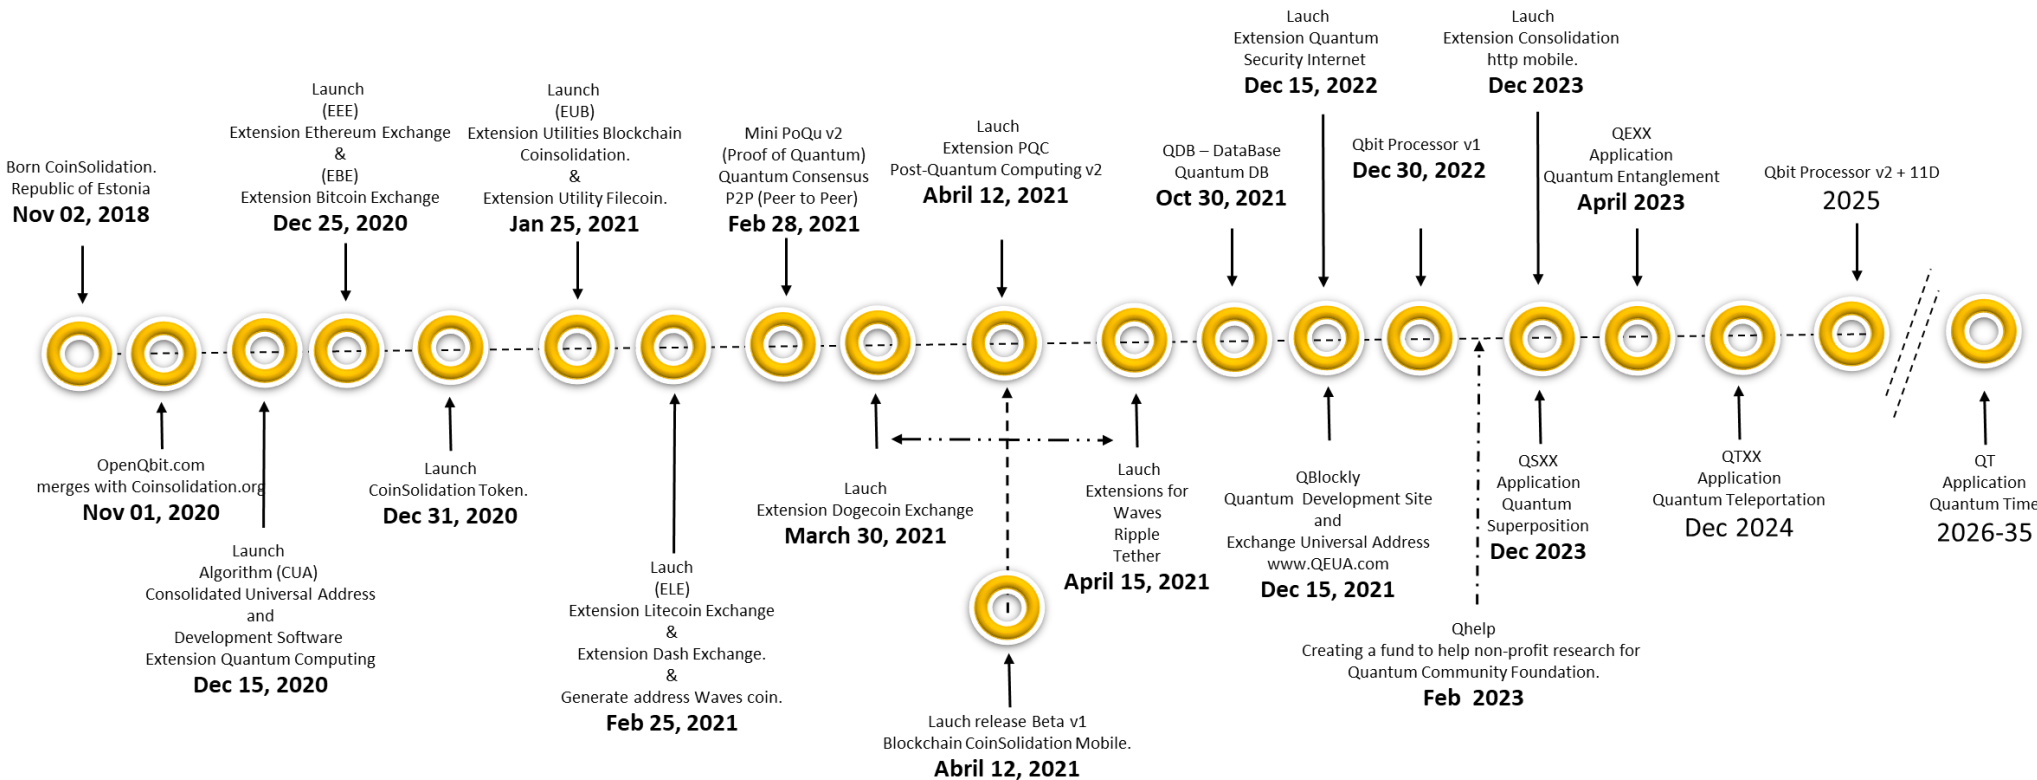 Born CoinSolidation.
Republic of Estonia
Nov 02, 2018
OpenQbit.com
merges with Coinsolidation.org
Nov 01, 2020
Launch
Algorithm (CUA)
Consolidated Universal Address
and
Development Software
Extension Quantum Computing
Dec 15, 2020
Launch
(EEE)
Extension Ethereum Exchange
&
(EBE)
Extension Bitcoin Exchange
Dec 25, 2020
Launch
CoinSolidation Token.
Dec 31, 2020
Launch
(EUB)
Extension Utilities Blockchain
Coinsolidation.
&
Extension Utility Filecoin.
Jan 25, 2021
Lauch
(ELE)
Extension Litecoin Exchange
&
Extension Dash Exchange.
&
Generate address Waves coin.
Feb 25, 2021
Mini PoQu v2
(Proof of Quantum)
Quantum Consensus
P2P (Peer to Peer)
Feb 28, 2021
Lauch
Extension Dogecoin Exchange
March 30, 2021
Lauch
Extension PQC
Post-Quantum Computing v2
Abril 12, 2021
Lauch release Beta v1
Blockchain CoinSolidation Mobile.
Abril 12, 2021
Lauch
Extensions for
Waves
Ripple
Tether
April 15, 2021
QDB – DataBase
Quantum DB
Oct 30, 2021
QBlockly
Quantum Development Site
and
Exchange Universal Address
www.QEUA.com
Dec 15, 2021
Lauch
Extension Quantum
Security Internet
Dec 15, 2022
Qbit Processor v1
Dec 30, 2022
Qhelp
Creating a fund to help non-profit research for
Quantum Community Foundation.
Feb 2023
Lauch
Extension Consolidation
http mobile.
Dec 2023
QSXX
Application
Quantum
Superposition
Dec 2023
QEXX
Application
Quantum Entanglement
April 2023
QTXX
Application
Quantum Teleportation
Dec 2024
Qbit Processor v2 + 11D
2025
QT
Application
Quantum Time
2026-35